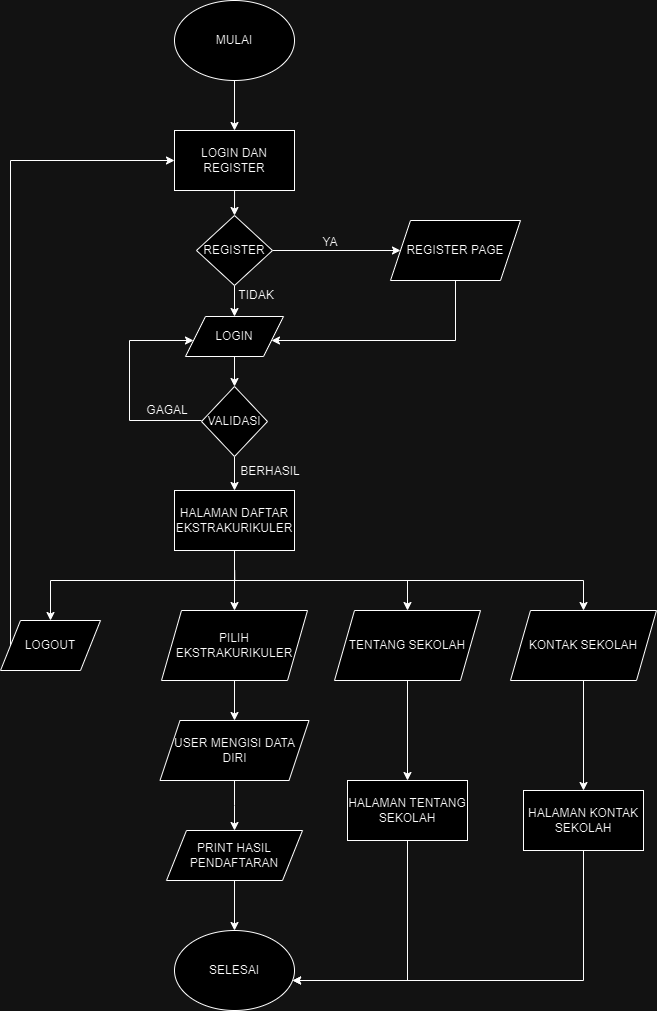 MULAI
LOGIN DAN
REGISTER
REGISTER
YA
REGISTER PAGE
TIDAK
LOGIN
GAGAL
VALIDASI
BERHASIL
HALAMAN DAFTAR
EKSTRAKURIKULER
LOGOUT
PILIH
EKSTRAKURIKULER
TENTANG SEKOLAH
KONTAK SEKOLAH
USER MENGISI DATA
DIRI
HALAMAN TENTANG
SEKOLAH
HALAMAN KONTAK
SEKOLAH
PRINT HASIL
PENDAFTARAN
SELESAI